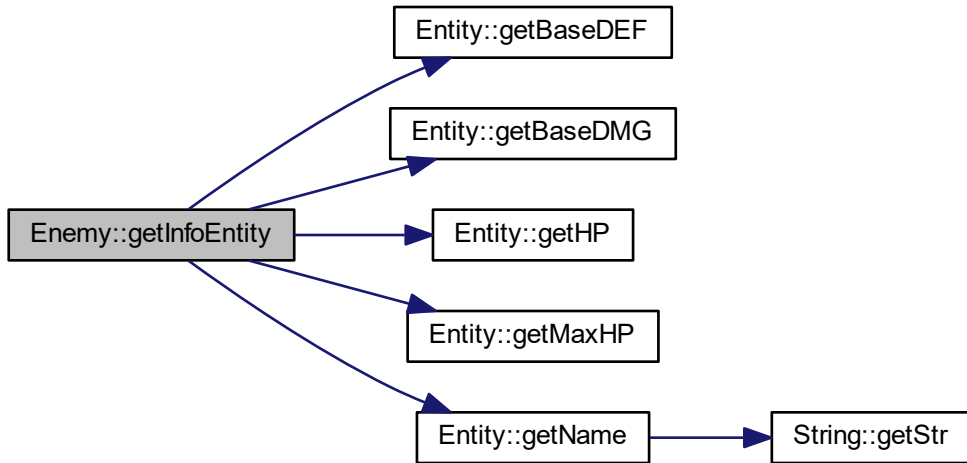 Entity::getBaseDEF
Entity::getBaseDMG
Enemy::getInfoEntity
Entity::getHP
Entity::getMaxHP
Entity::getName
String::getStr